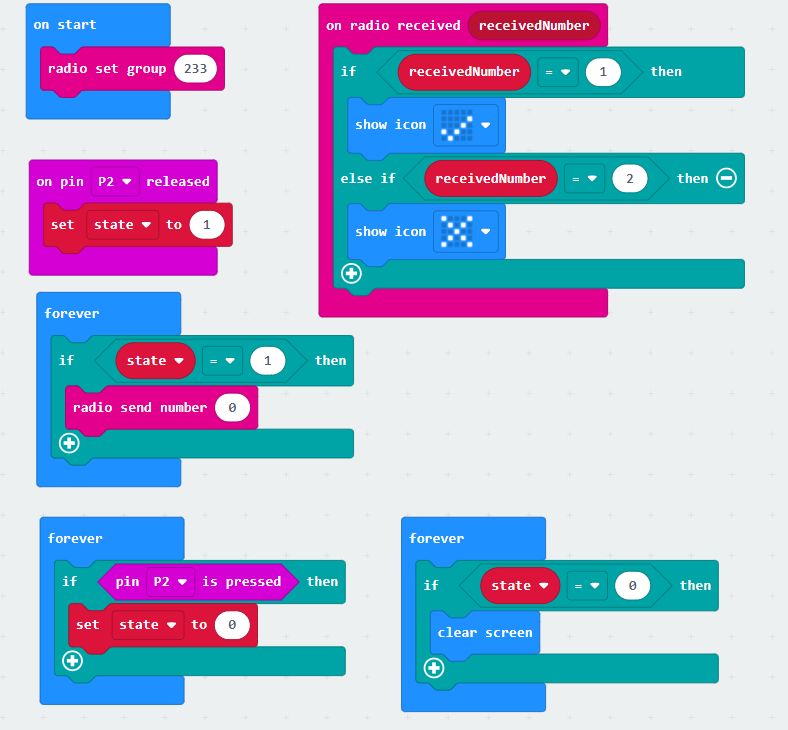 on start
radio set group 233
on radio received receivedNumber
if receivedNumber = 1 then
show icon
else if receivedNumber = 2 then
show icon
on pin P2 released
set state to 1
forever
if state = 1 then
radio send number 0
forever
if pin P2 is pressed then
set state to 0
forever
if state = 0 then
clear screen